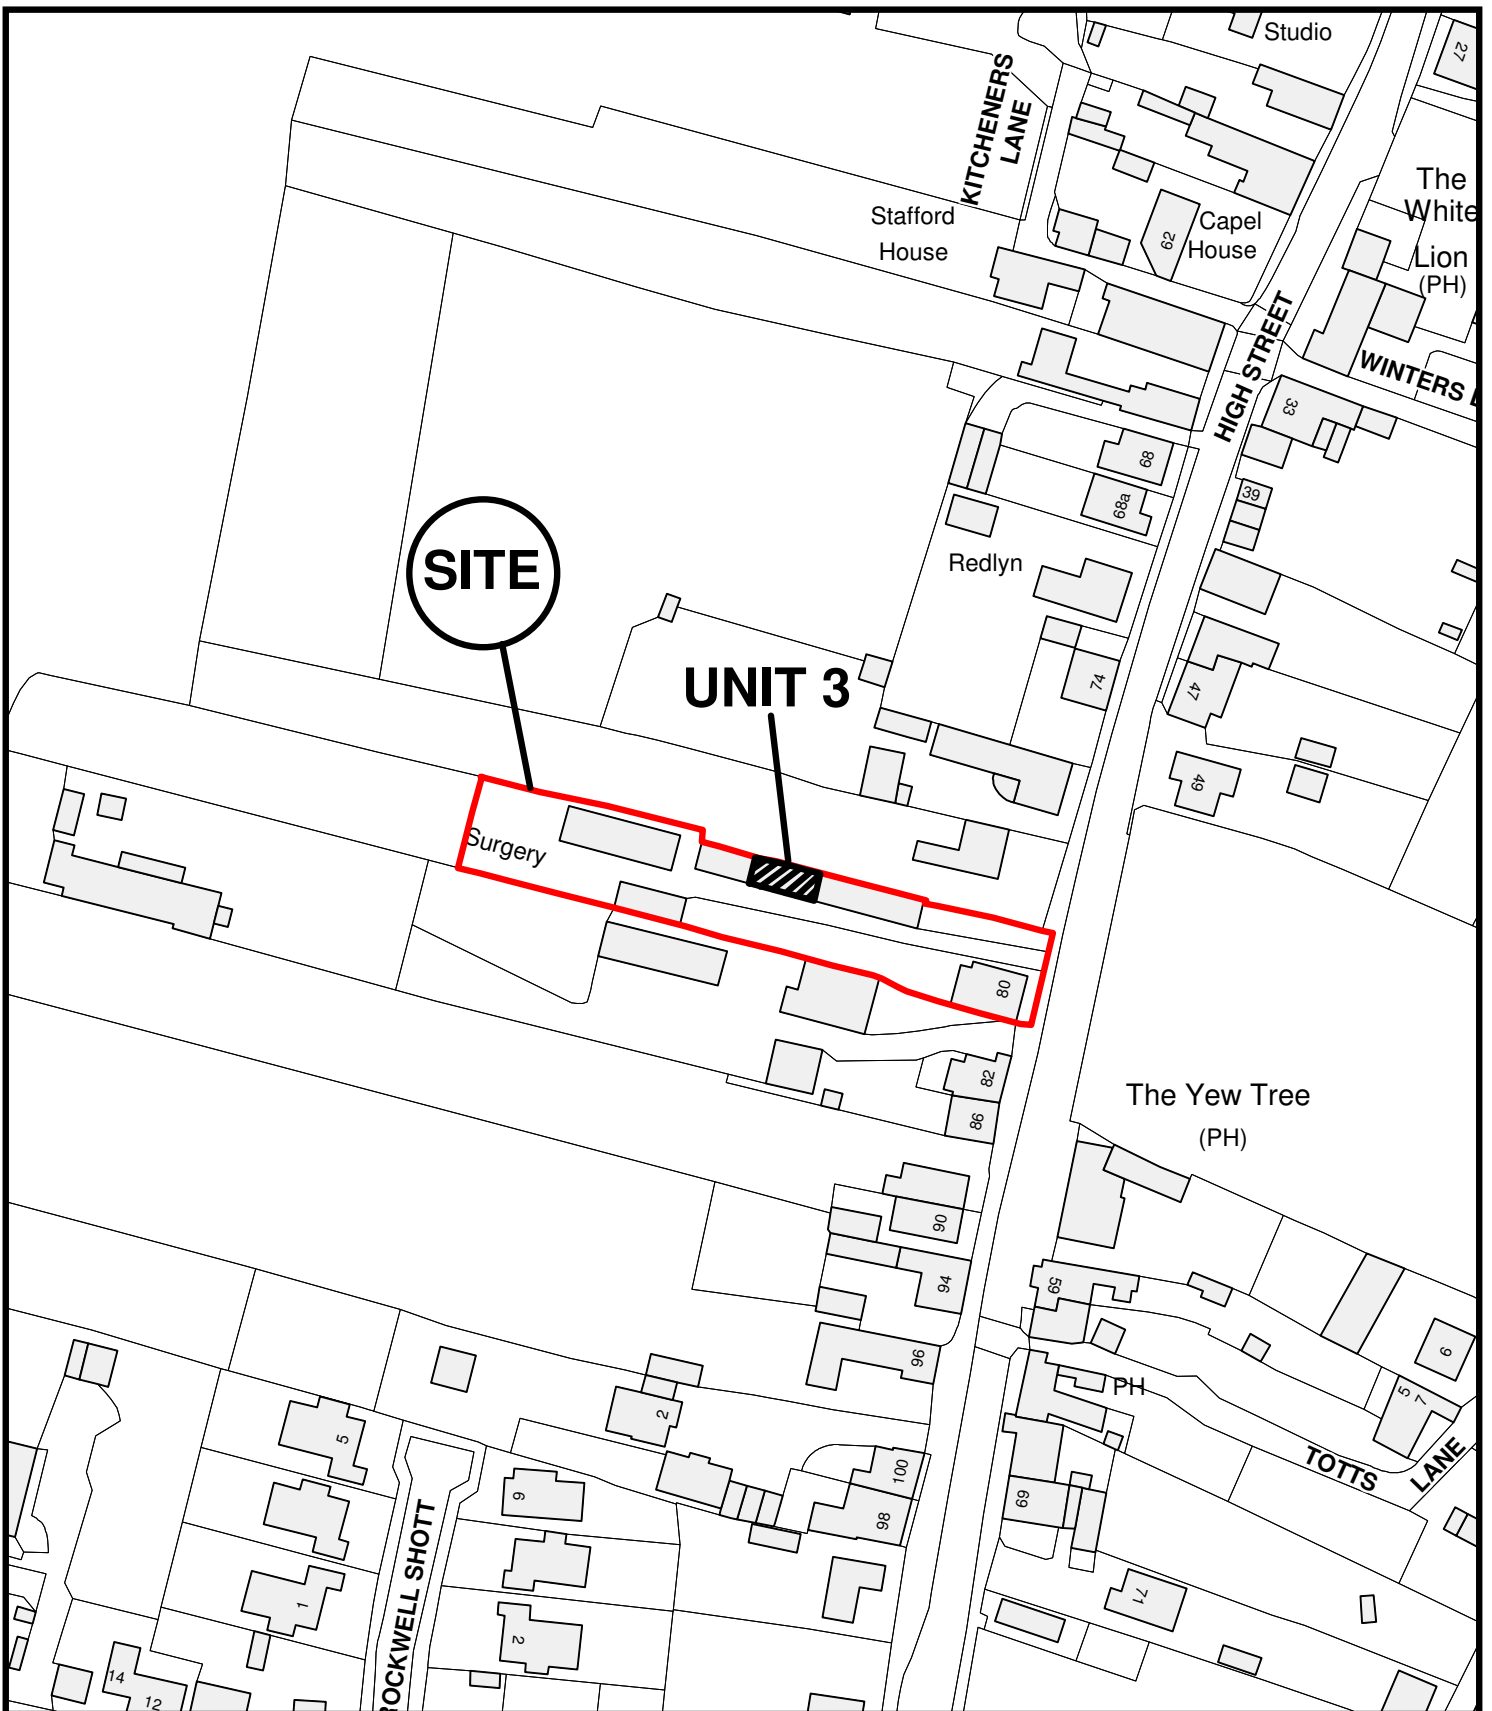 Studio
27
KITCHENERS
LANE
The
White
Lion
(PH)
Stafford
House
62
Capel
House
HIGH STREET
WINTERS
33
68
39
68a
Redlyn
SITE
UNIT 3
74
47
49
Surgery
80
82
86
The Yew Tree
(PH)
90
94
59
96
PH
6
5
7
2
5
TOTTS
LANE
100
98
69
9
ROCKWELL SHOTT
1
2
71
14
12